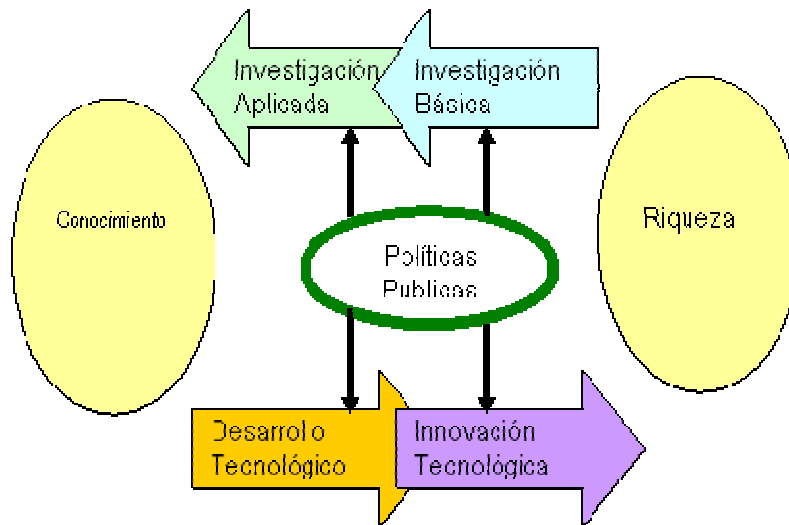 Investigación
Aplicada
Investigación
Básica
Conocimiento
Riqueza
Políticas
Publicas
Desarrollo
Tecnológico
Innovación
Tecnológica